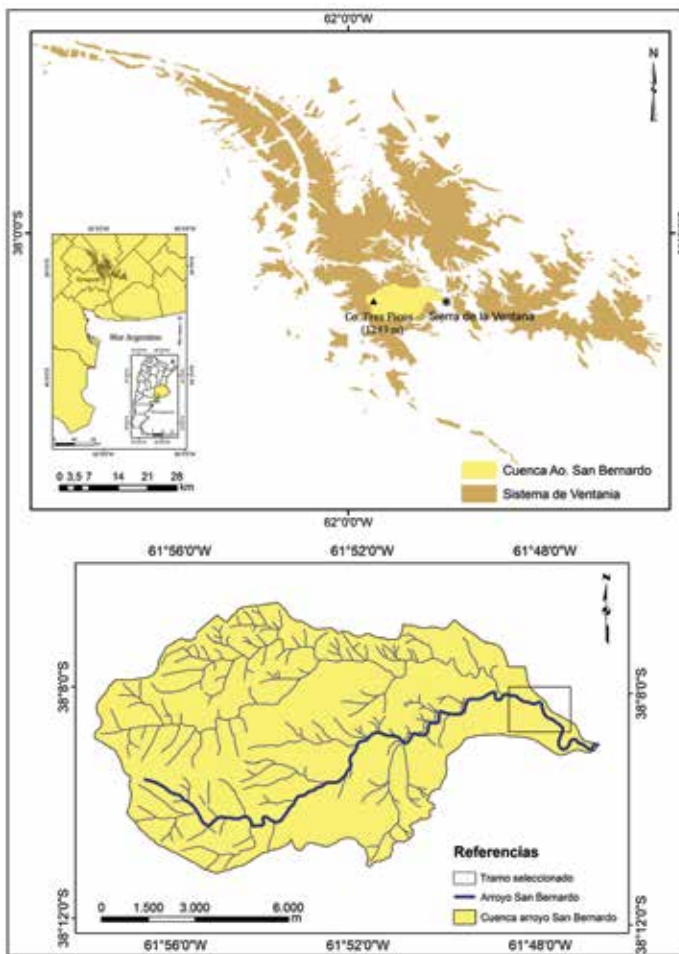 62°0'0"W
N
38°0'0"S
Mar Argentino
Co. Tres Picos
Sierra de la Ventana
0 3,5 7 14 21 28
km
Cuenca Ao. San Bernardo
Sistema de Ventania
62°0'0"W
61°56'0"W 61°52'0"W 61°48'0"W
38°8'0"S
38°8'0"S
Referencias
Tramo seleccionado
Arroyo San Bernardo
Cuenca arroyo San Bernardo
0 1.500 3.000 6.000
m
38°12'0"S
38°12'0"S
61°56'0"W 61°52'0"W 61°48'0"W